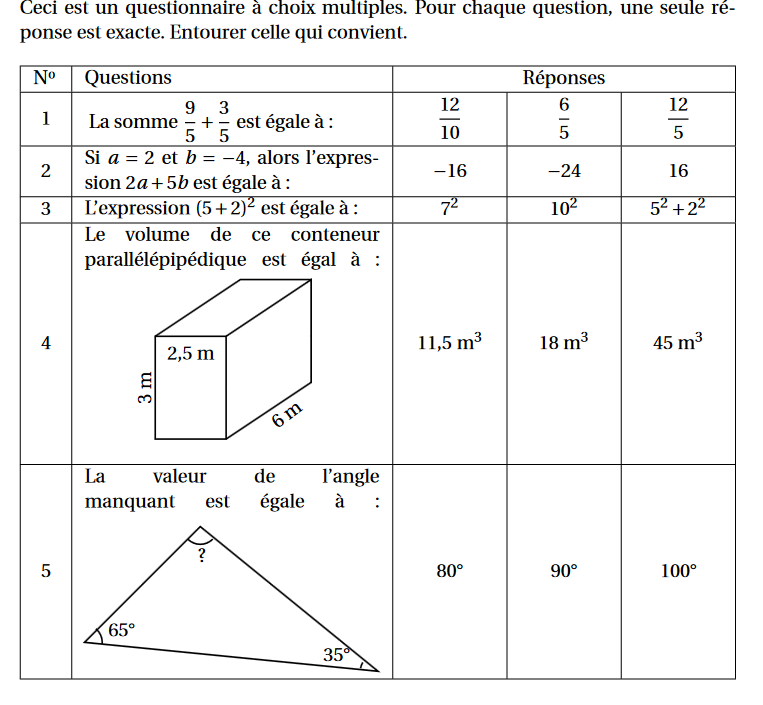 Ceci est un questionnaire à choix multiples. Pour chaque question, une seule ré-
ponse est exacte. Entourer celle qui convient.
Nº Questions Réponses
1 La somme 9/5 + 3/5 est égale à : 12/10 6/5 12/5
2 Si a = 2 et b = −4, alors l'expres-
sion 2a + 5b est égale à : −16 −24 16
3 L'expression (5 + 2)² est égale à : 7² 10² 5² + 2²
Le volume de ce conteneur
parallélépipédique est égal à :
4 11,5 m³ 18 m³ 45 m³
2,5 m
3 m
6 m
La valeur de l'angle
manquant est égale à :
?
5 80° 90° 100°
65°
35°